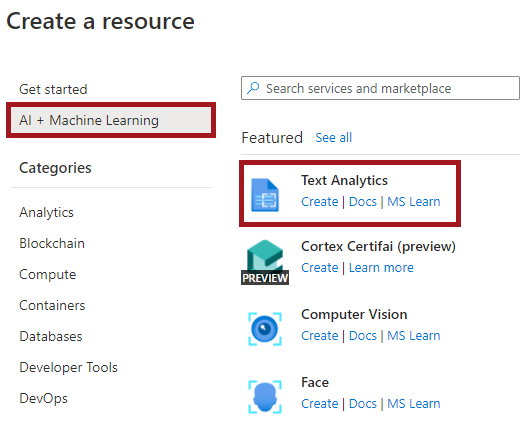 Create a resource
Get started
AI + Machine Learning
Categories
Analytics
Blockchain
Compute
Containers
Databases
Developer Tools
DevOps
Search services and marketplace
Featured See all
Text Analytics
Create | Docs | MS Learn
Cortex Certifai (preview)
Create | Learn more
PREVIEW
Computer Vision
Create | Docs | MS Learn
Face
Create | Docs | MS Learn